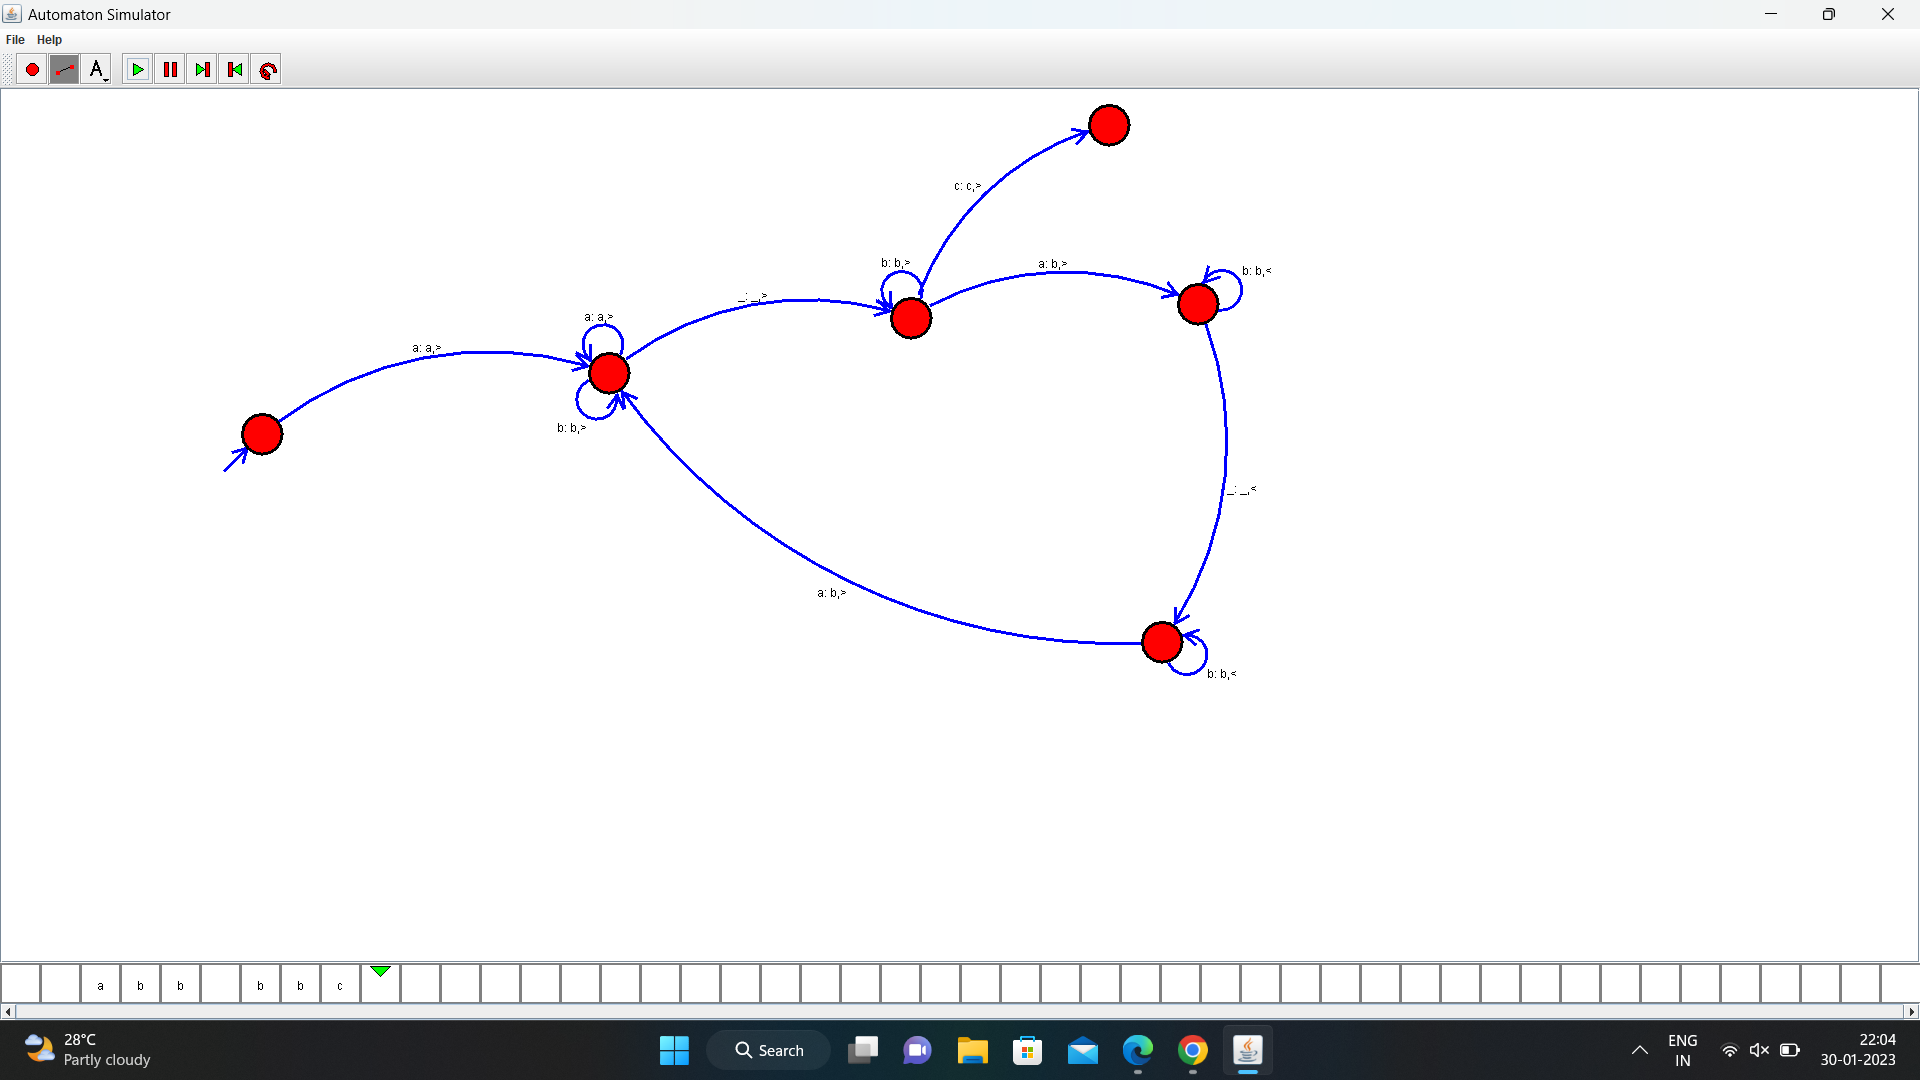 Automaton Simulator
File Help
A
c: c,>
b: b,>
a: b,>
b: b,<
_: _,>
a: a,>
a: a,>
b: b,>
_: _,<
a: b,>
b: b,<
a b b b b c
28°C
Partly cloudy
Search
ENG
IN
22:04
30-01-2023